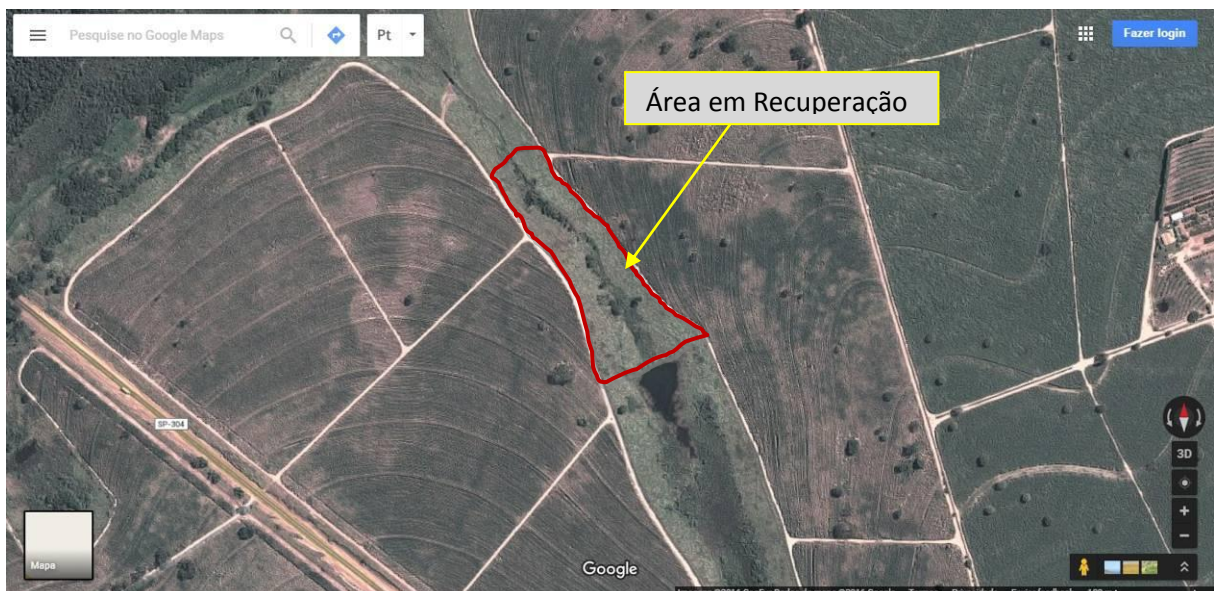 Pesquise no Google Maps
Pt
Fazer login
Área em Recuperação
SP-304
3D
Mapa
Google